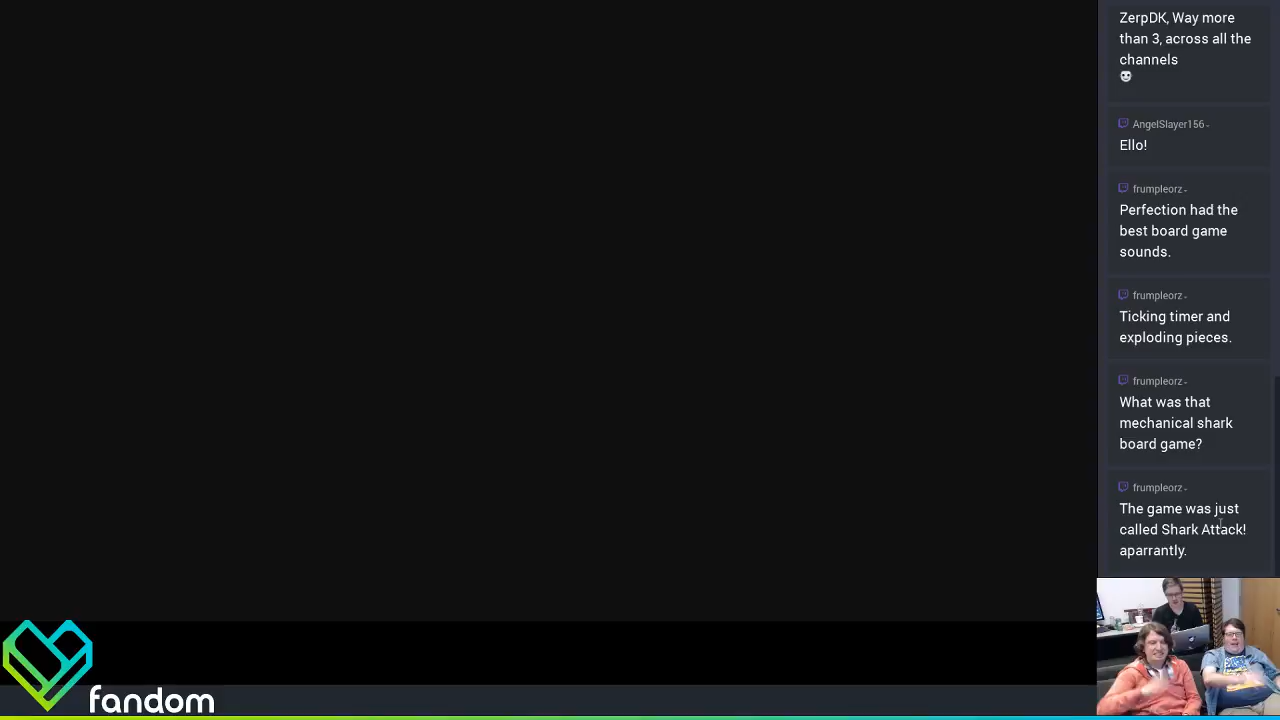 ZerpDK, Way more
than 3, across all the
channels
AngelSlayer156
Ello!
frumpleorz
Perfection had the
best board game
sounds.
frumpleorz
Ticking timer and
exploding pieces.
frumpleorz
What was that
mechanical shark
board game?
frumpleorz
The game was just
called Shark Attack!
aparrantly.
fandom